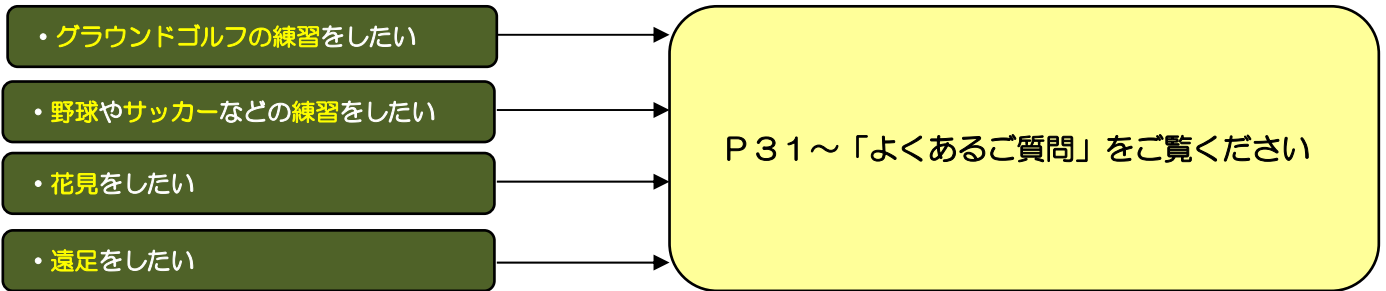 ・グラウンドゴルフの練習をしたい
・野球やサッカーなどの練習をしたい
・花見をしたい
・遠足をしたい
Ｐ３１～「よくあるご質問」をご覧ください